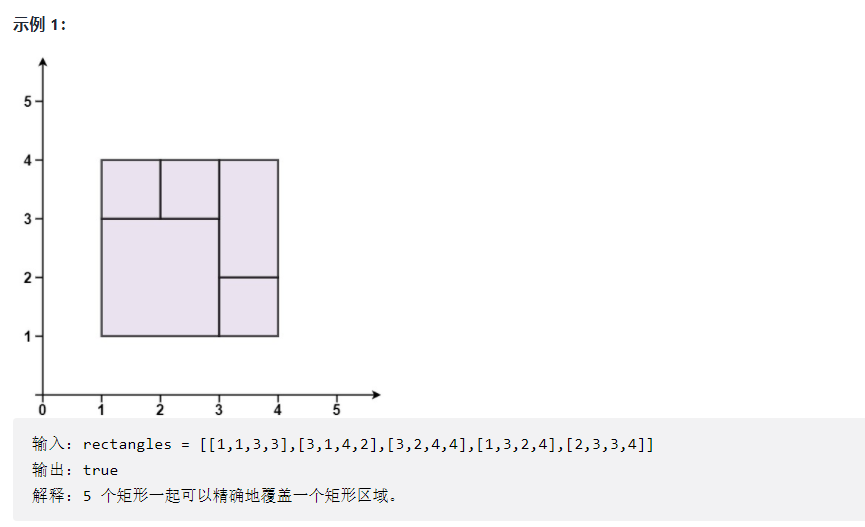 示例 1：
5
4
3
2
1
0 1 2 3 4 5
输入：rectangles = [[1,1,3,3],[3,1,4,2],[3,2,4,4],[1,3,2,4],[2,3,3,4]]
输出：true
解释：5 个矩形一起可以精确地覆盖一个矩形区域。